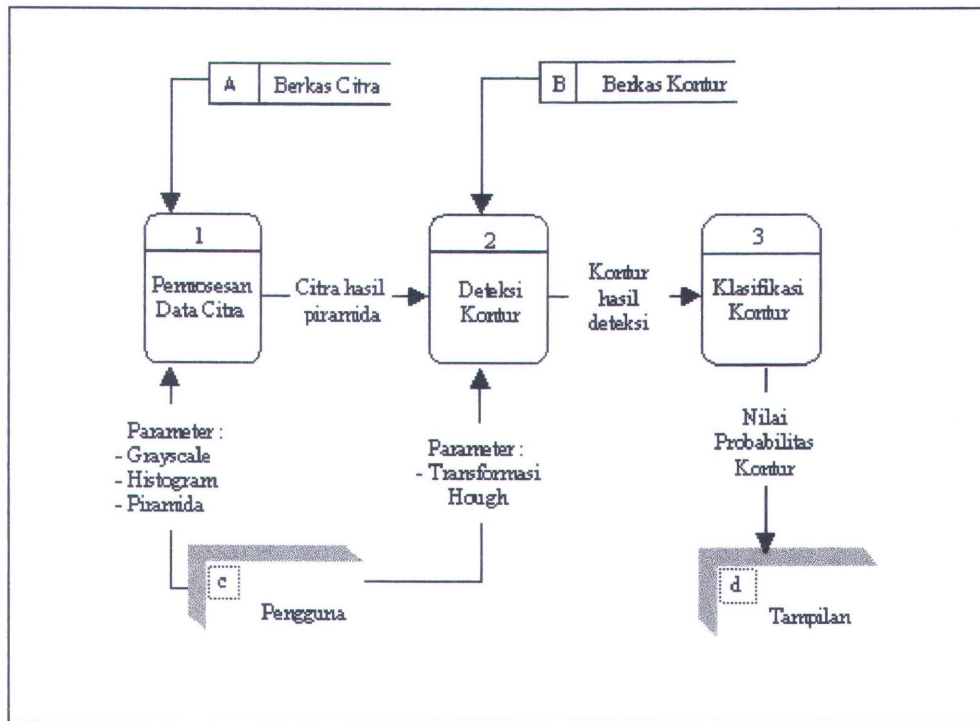 A Berkas Citra
B Berkas Kontur
1
Pemrosesan
Data Citra
Citra hasil
piramida
2
Deteksi
Kontur
Kontur
hasil
deteksi
3
Klasifikasi
Kontur
Parameter :
- Grayscale
- Histogram
- Piramida
Parameter :
- Transformasi
Hough
Nilai
Probabilitas
Kontur
c
Pengguna
d
Tampilan